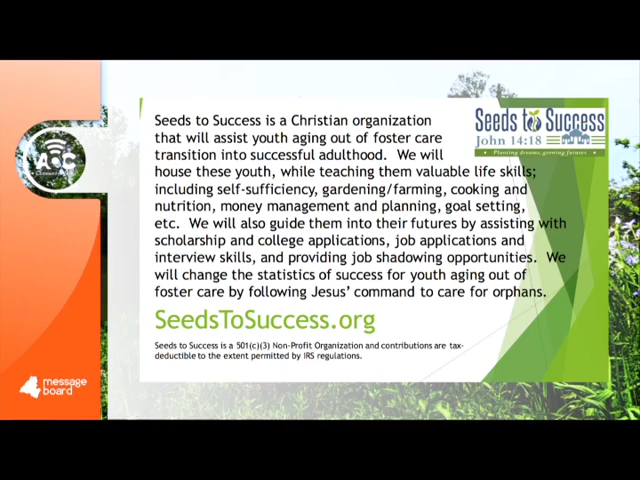 Seeds to Success is a Christian organization
that will assist youth aging out of foster care
transition into successful adulthood.  We will
house these youth, while teaching them valuable life skills;
including self-sufficiency, gardening/farming, cooking and
nutrition, money management and planning, goal setting,
etc.  We will also guide them into their futures by assisting with
scholarship and college applications, job applications and
interview skills, and providing job shadowing opportunities.  We
will change the statistics of success for youth aging out of
foster care by following Jesus’ command to care for orphans.
SeedsToSuccess.org
Seeds to Success is a 501(c)(3) Non-Profit Organization and contributions are tax-
deductible to the extent permitted by IRS regulations.
Seeds to Success
John 14:18
• Planting dreams, growing futures •
AOC
message
board